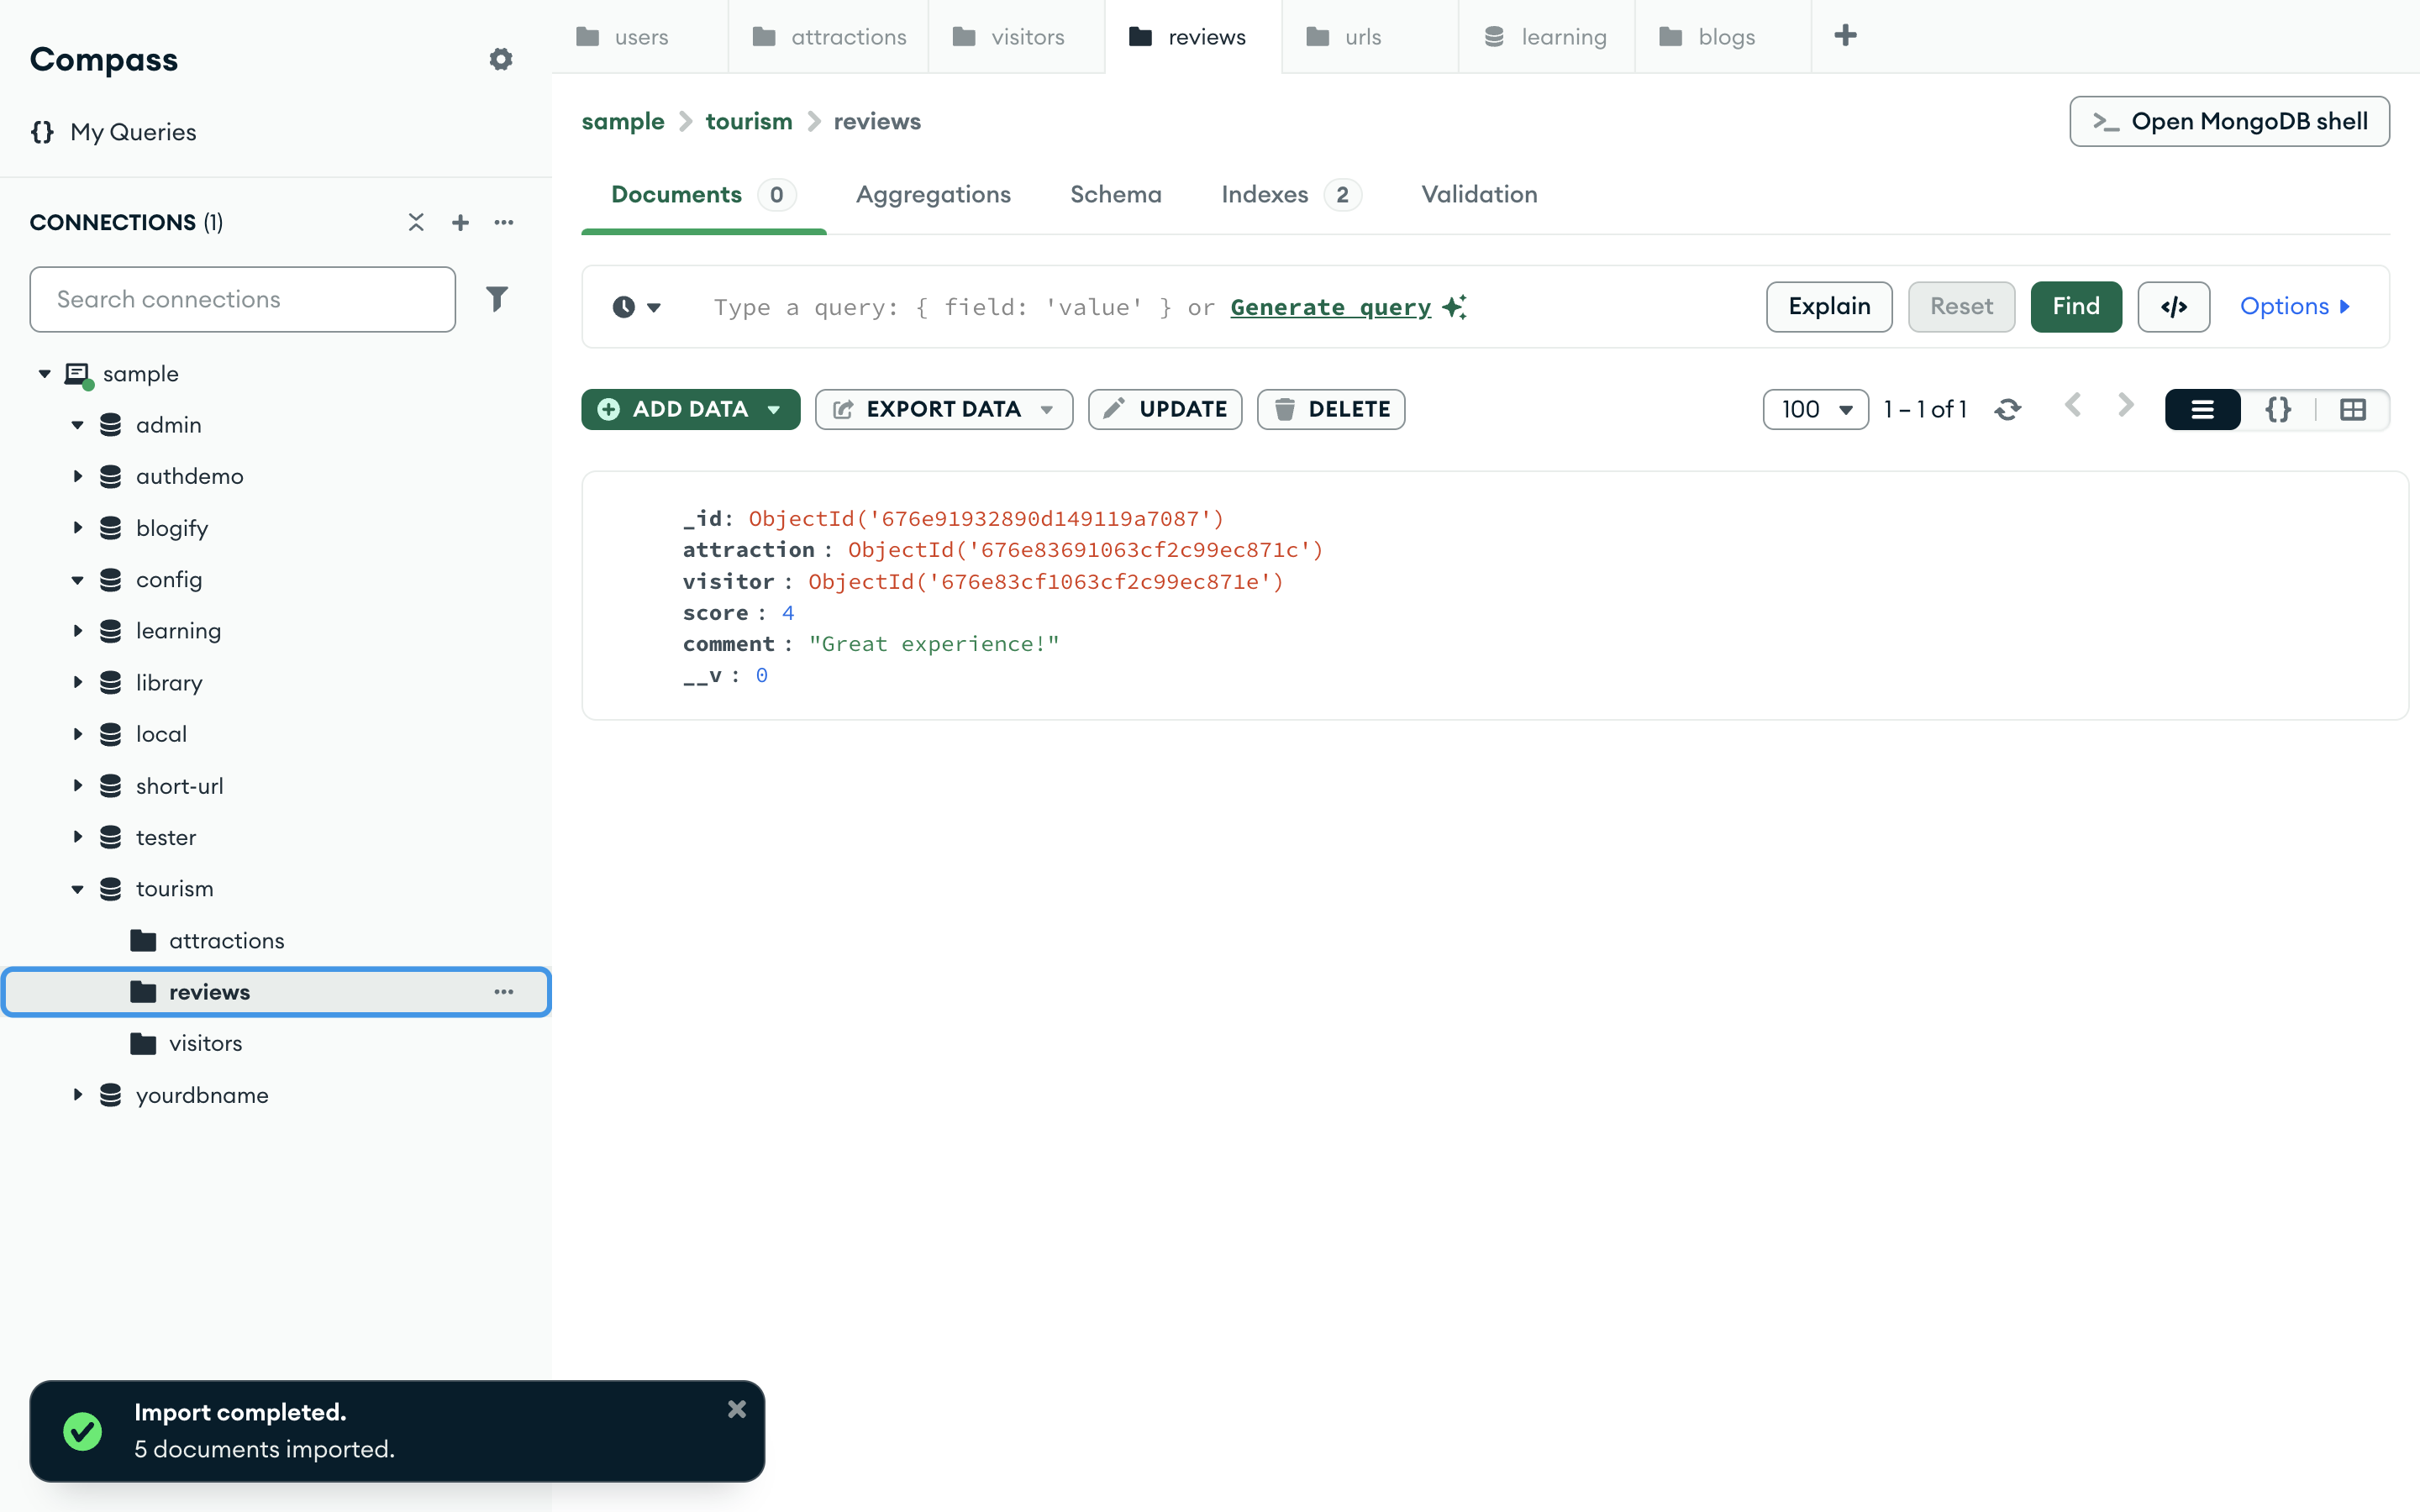 Compass
My Queries
CONNECTIONS (1)
Search connections
sample
admin
authdemo
blogify
config
learning
library
local
short-url
tester
tourism
attractions
reviews
visitors
yourdbname
users
attractions
visitors
reviews
urls
learning
blogs
sample > tourism > reviews
>_ Open MongoDB shell
Documents 0
Aggregations
Schema
Indexes 2
Validation
Type a query: { field: 'value' } or Generate query
Explain
Reset
Find
</>
Options
ADD DATA
EXPORT DATA
UPDATE
DELETE
100
1 – 1 of 1
{}
_id: ObjectId('676e91932890d149119a7087')
attraction : ObjectId('676e83691063cf2c99ec871c')
visitor : ObjectId('676e83cf1063cf2c99ec871e')
score : 4
comment : "Great experience!"
__v : 0
Import completed.
5 documents imported.